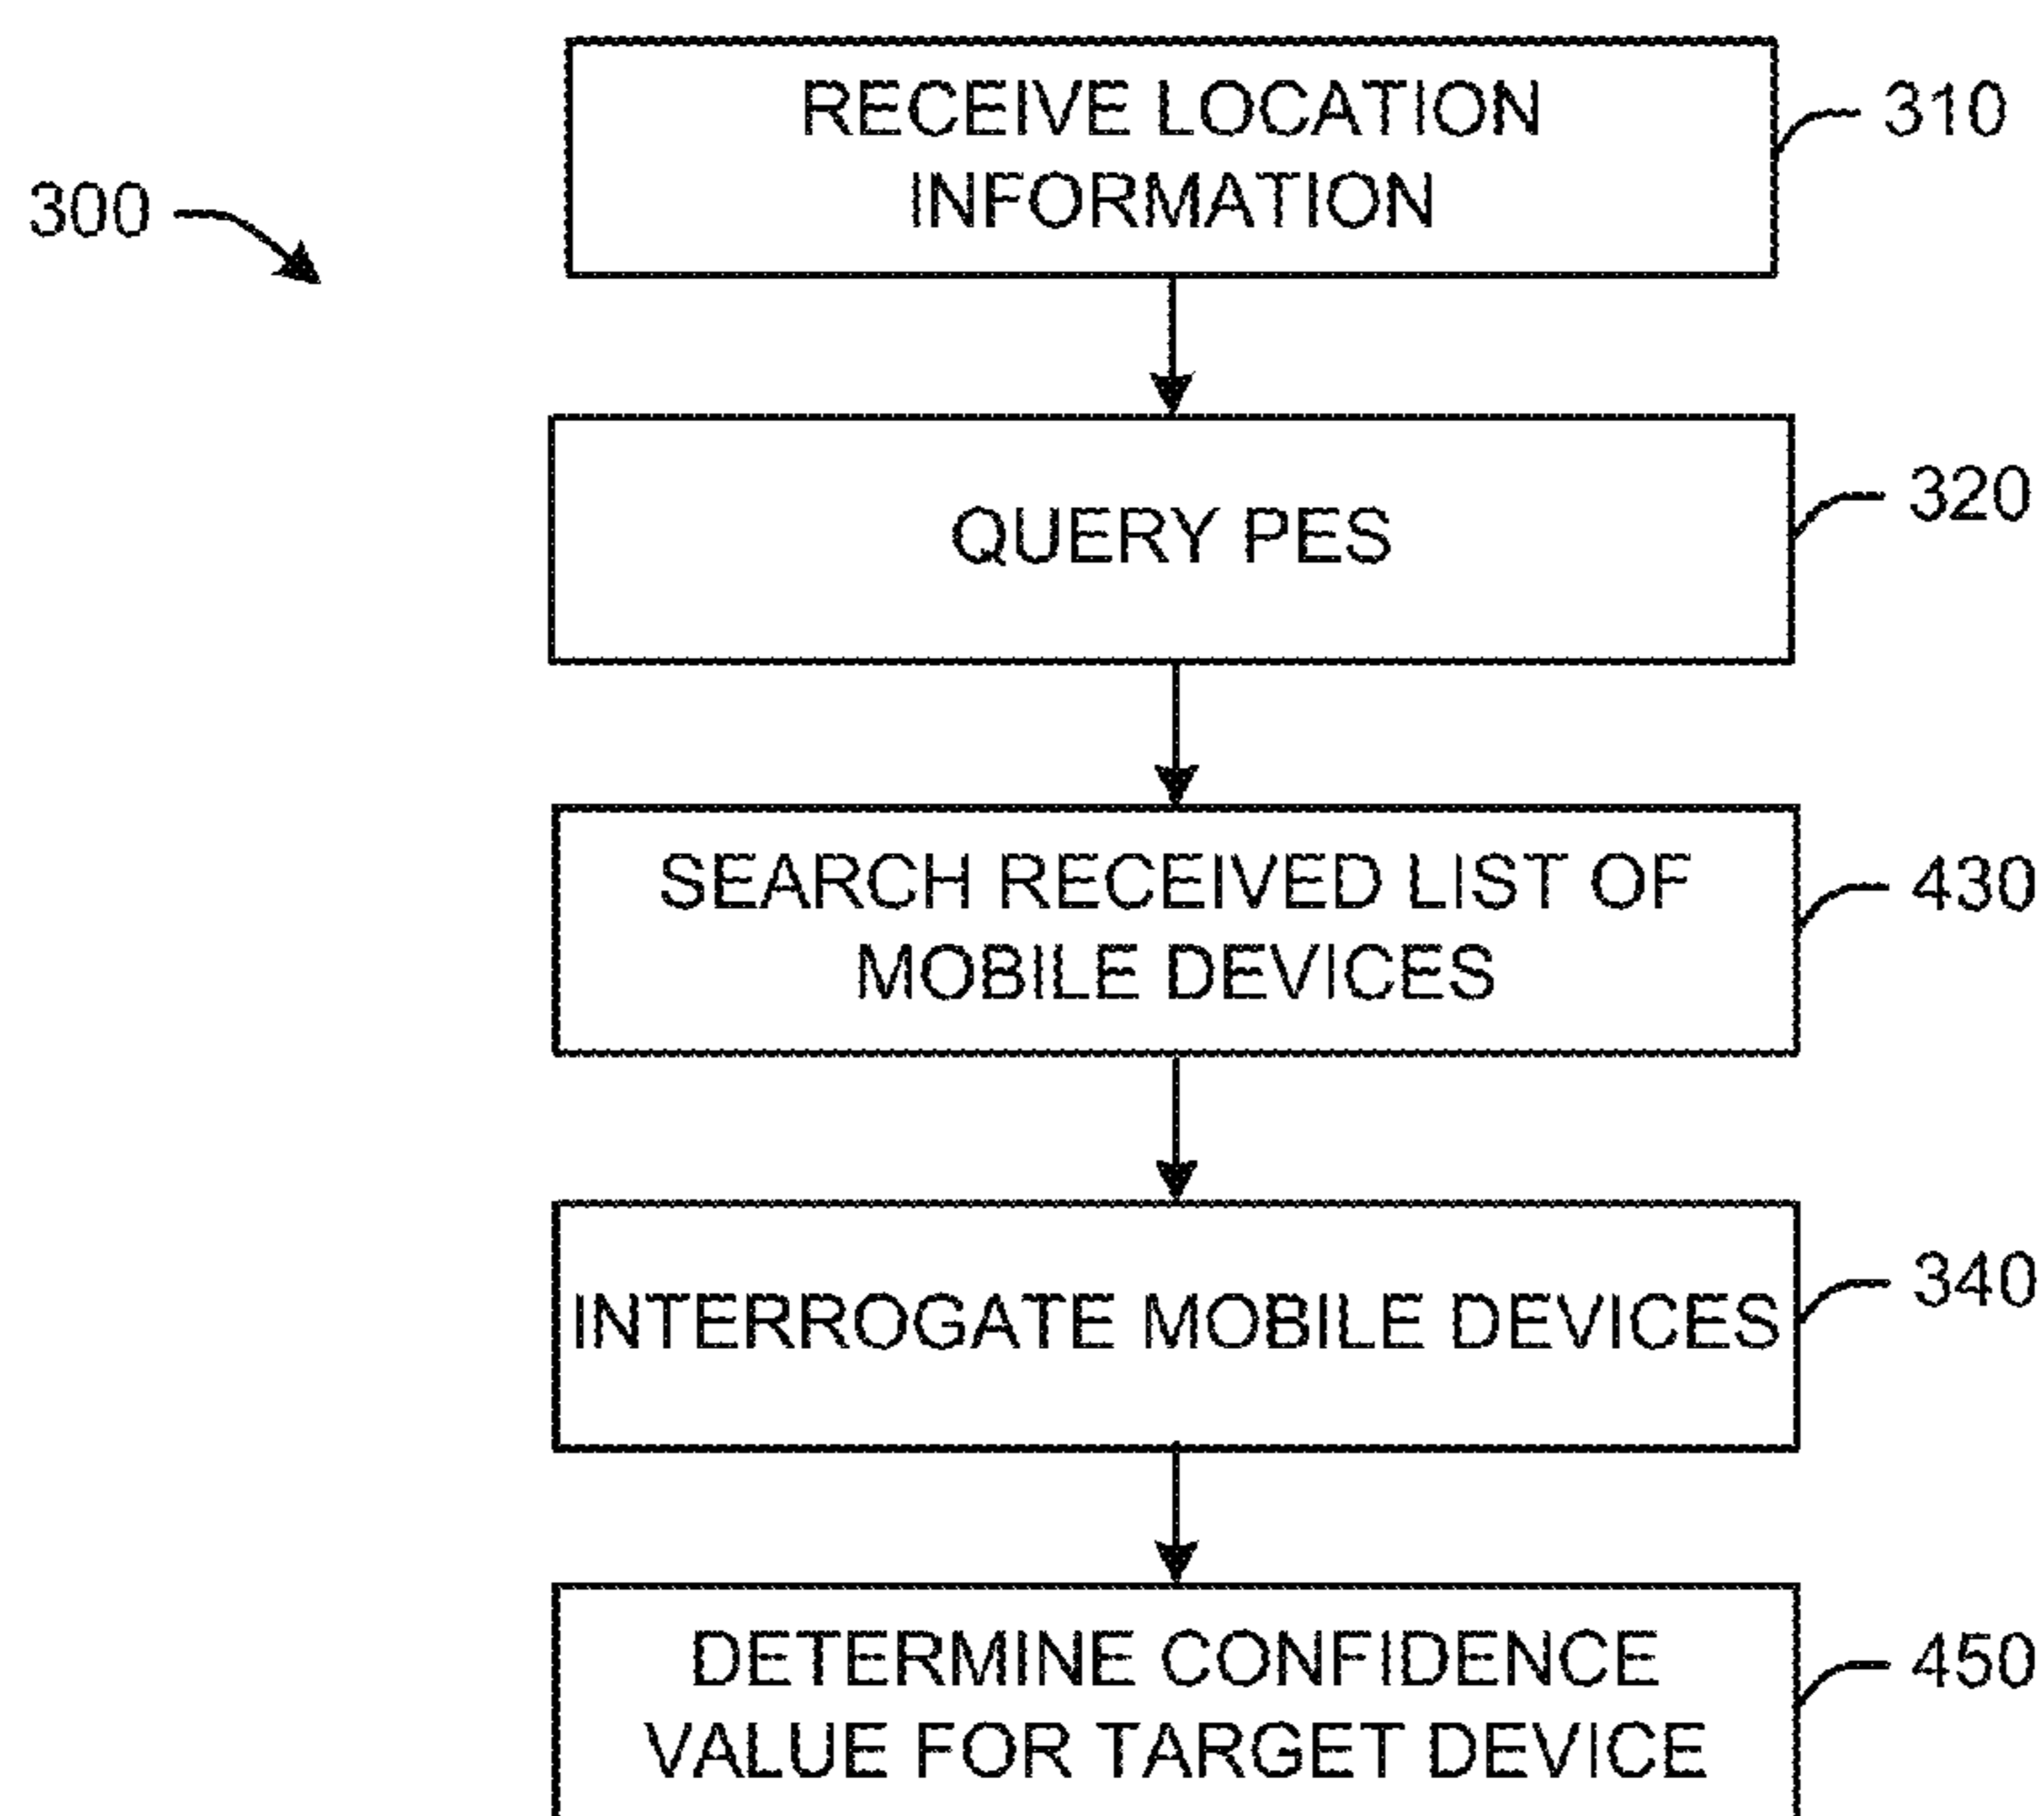 RECEIVE LOCATION
INFORMATION
310
300
QUERY PES
320
SEARCH RECEIVED LIST OF
MOBILE DEVICES
430
INTERROGATE MOBILE DEVICES
340
DETERMINE CONFIDENCE
VALUE FOR TARGET DEVICE
450